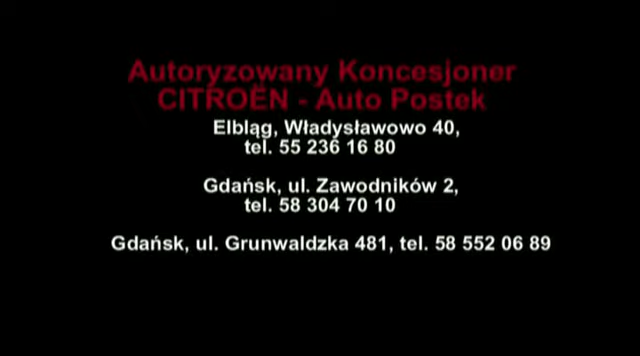 Autoryzowany Koncesjoner
CITROËN - Auto Postek
Elbląg, Władysławowo 40,
tel. 55 236 16 80
Gdańsk, ul. Zawodników 2,
tel. 58 304 70 10
Gdańsk, ul. Grunwaldzka 481, tel. 58 552 06 89